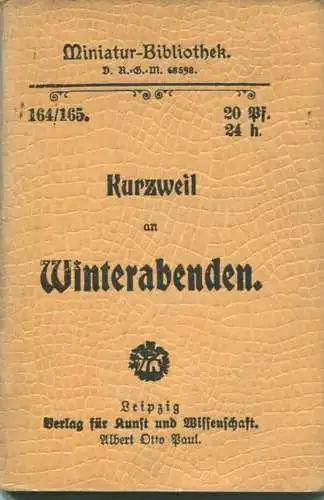 Miniatur-Bibliothek.
D. R.-G.-M. 68698.
164/165.
20 Pf.
24 h.
Kurzweil
an
Winterabenden.
Leipzig
Verlag für Kunst und Wissenschaft.
Albert Otto Paul.